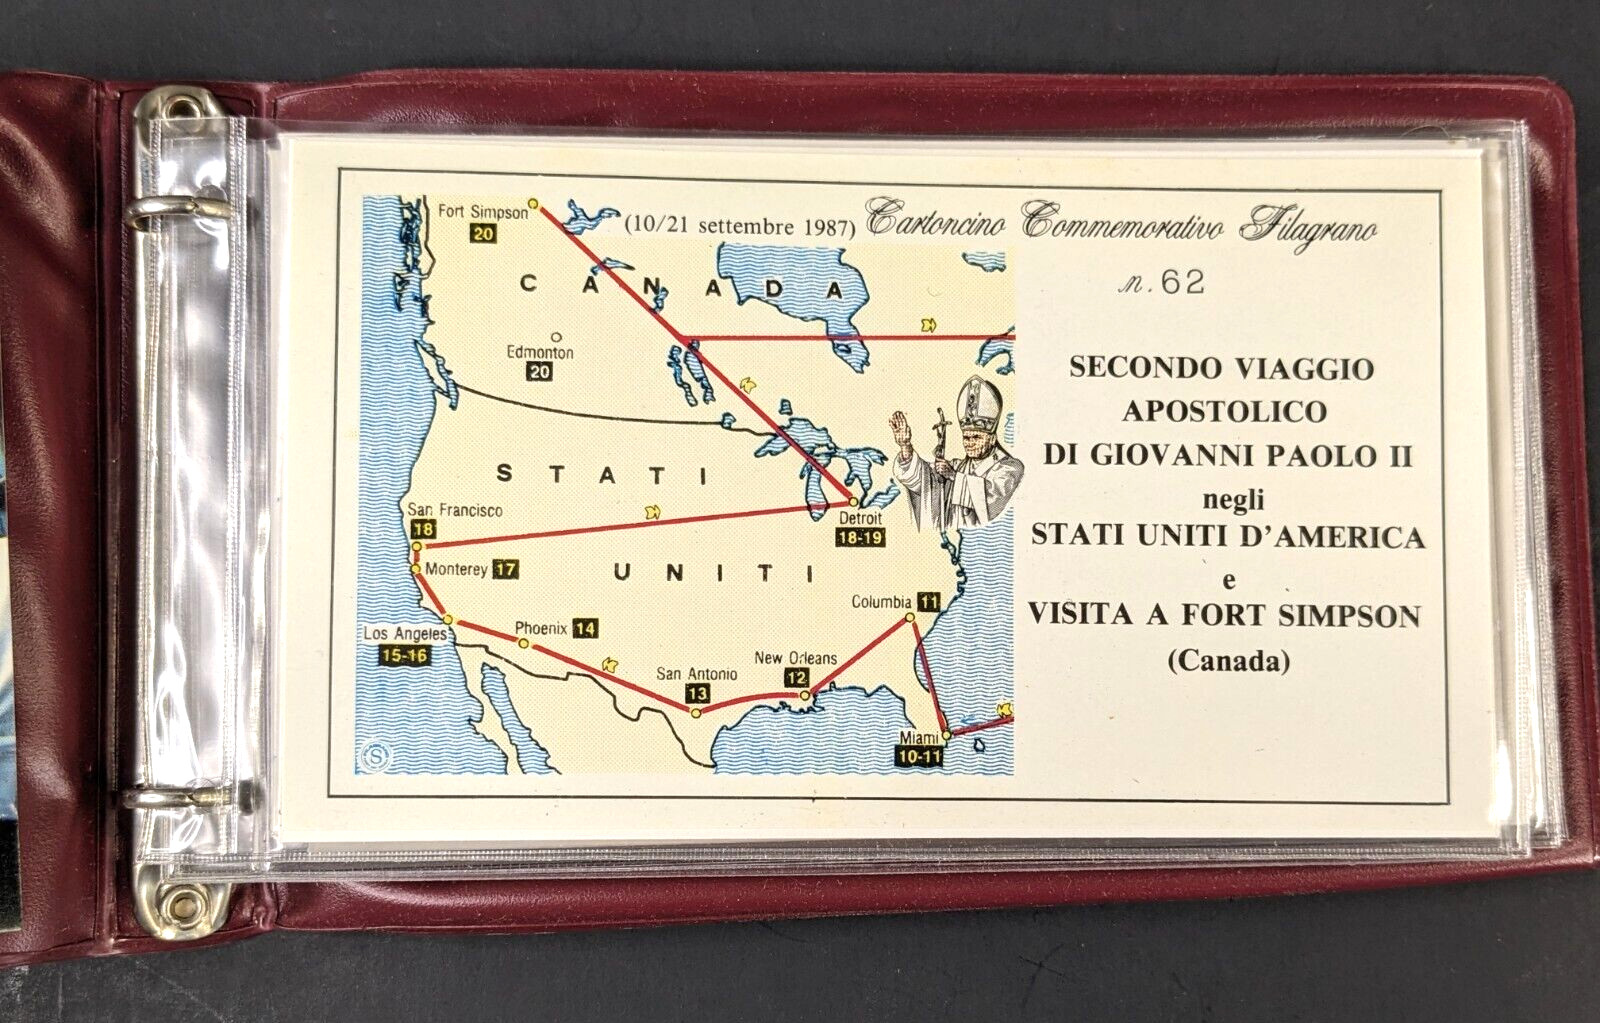 (10/21 settembre 1987) Cartoncino Commemorativo Filagrano
n. 62
SECONDO VIAGGIO
APOSTOLICO
DI GIOVANNI PAOLO II
negli
STATI UNITI D'AMERICA
e
VISITA A FORT SIMPSON
(Canada)
Fort Simpson
20
CANADA
Edmonton
20
STATI
San Francisco
18
Detroit
18-19
Monterey 17
UNITI
Columbia 11
Los Angeles
15-16
Phoenix 14
San Antonio
13
New Orleans
12
Miami
10-11
S